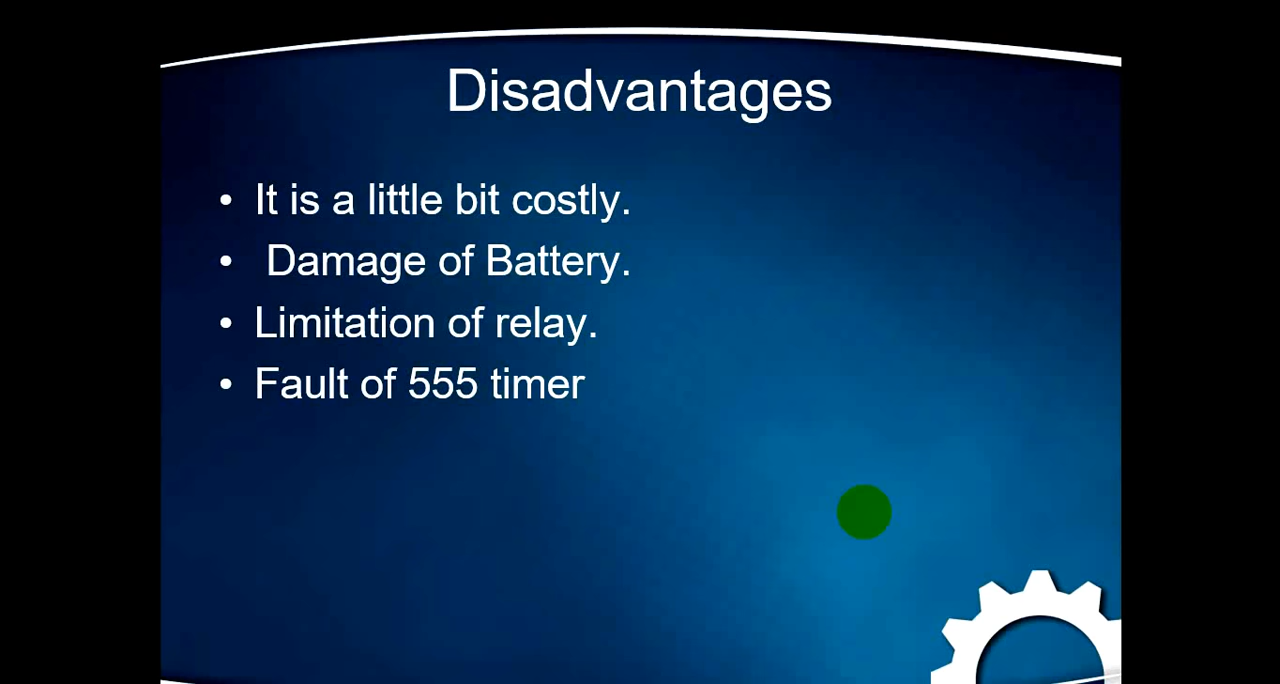 Disadvantages
• It is a little bit costly.
• Damage of Battery.
• Limitation of relay.
• Fault of 555 timer